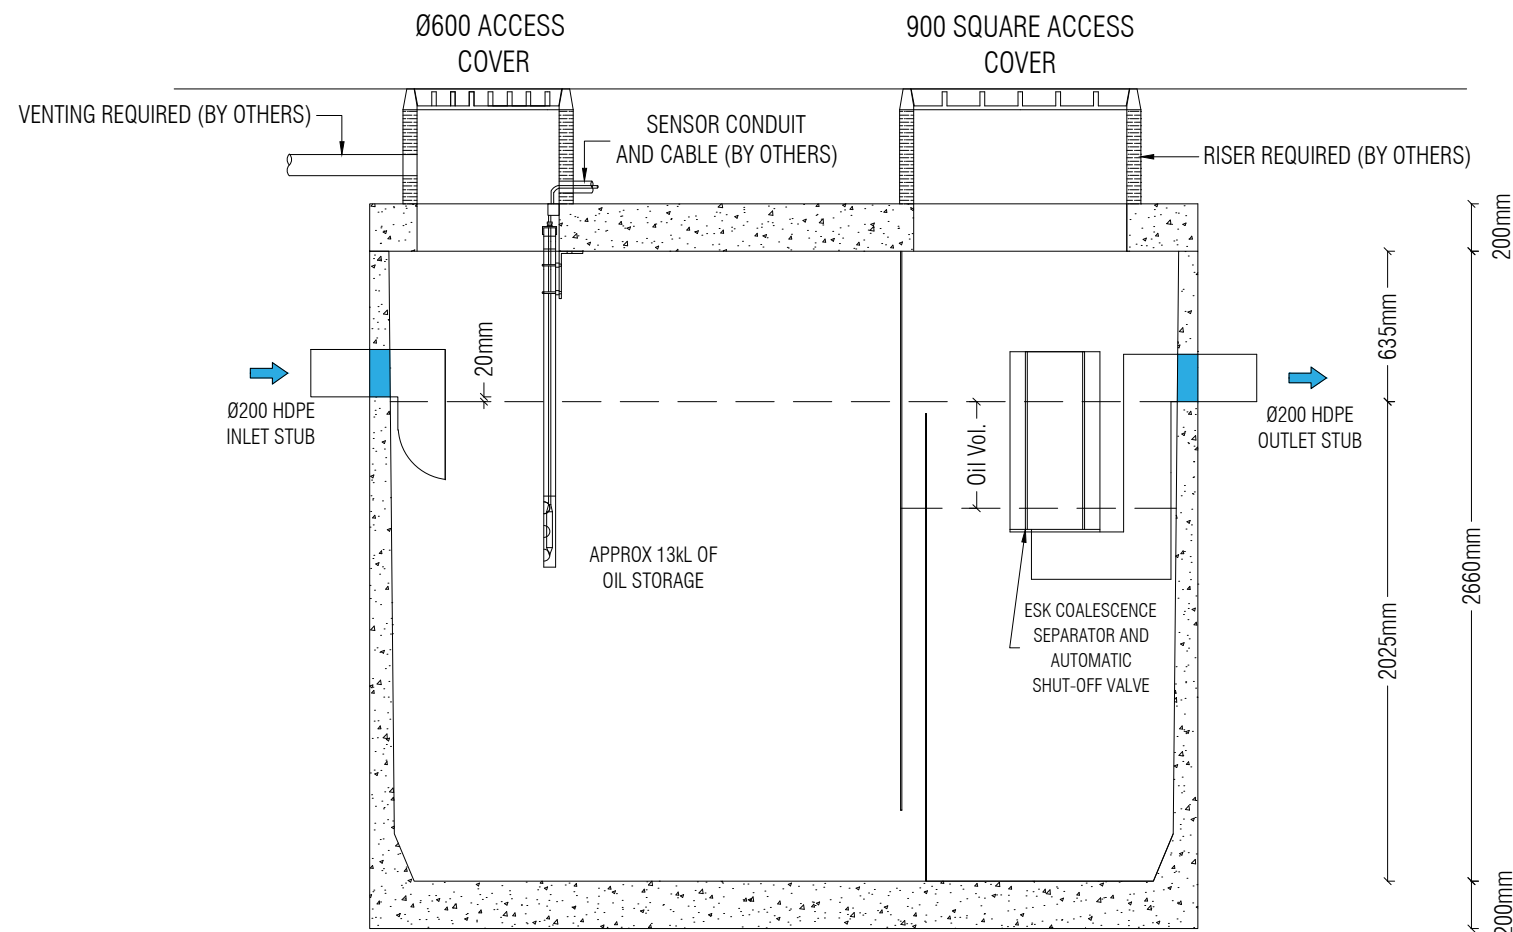 Ø600 ACCESS
COVER
900 SQUARE ACCESS
COVER
VENTING REQUIRED (BY OTHERS)
SENSOR CONDUIT
AND CABLE (BY OTHERS)
RISER REQUIRED (BY OTHERS)
200mm
635mm
20mm
Ø200 HDPE
INLET STUB
Ø200 HDPE
OUTLET STUB
Oil Vol.
APPROX 13kL OF
OIL STORAGE
2660mm
ESK COALESCENCE
SEPARATOR AND
AUTOMATIC
SHUT-OFF VALVE
2025mm
200mm